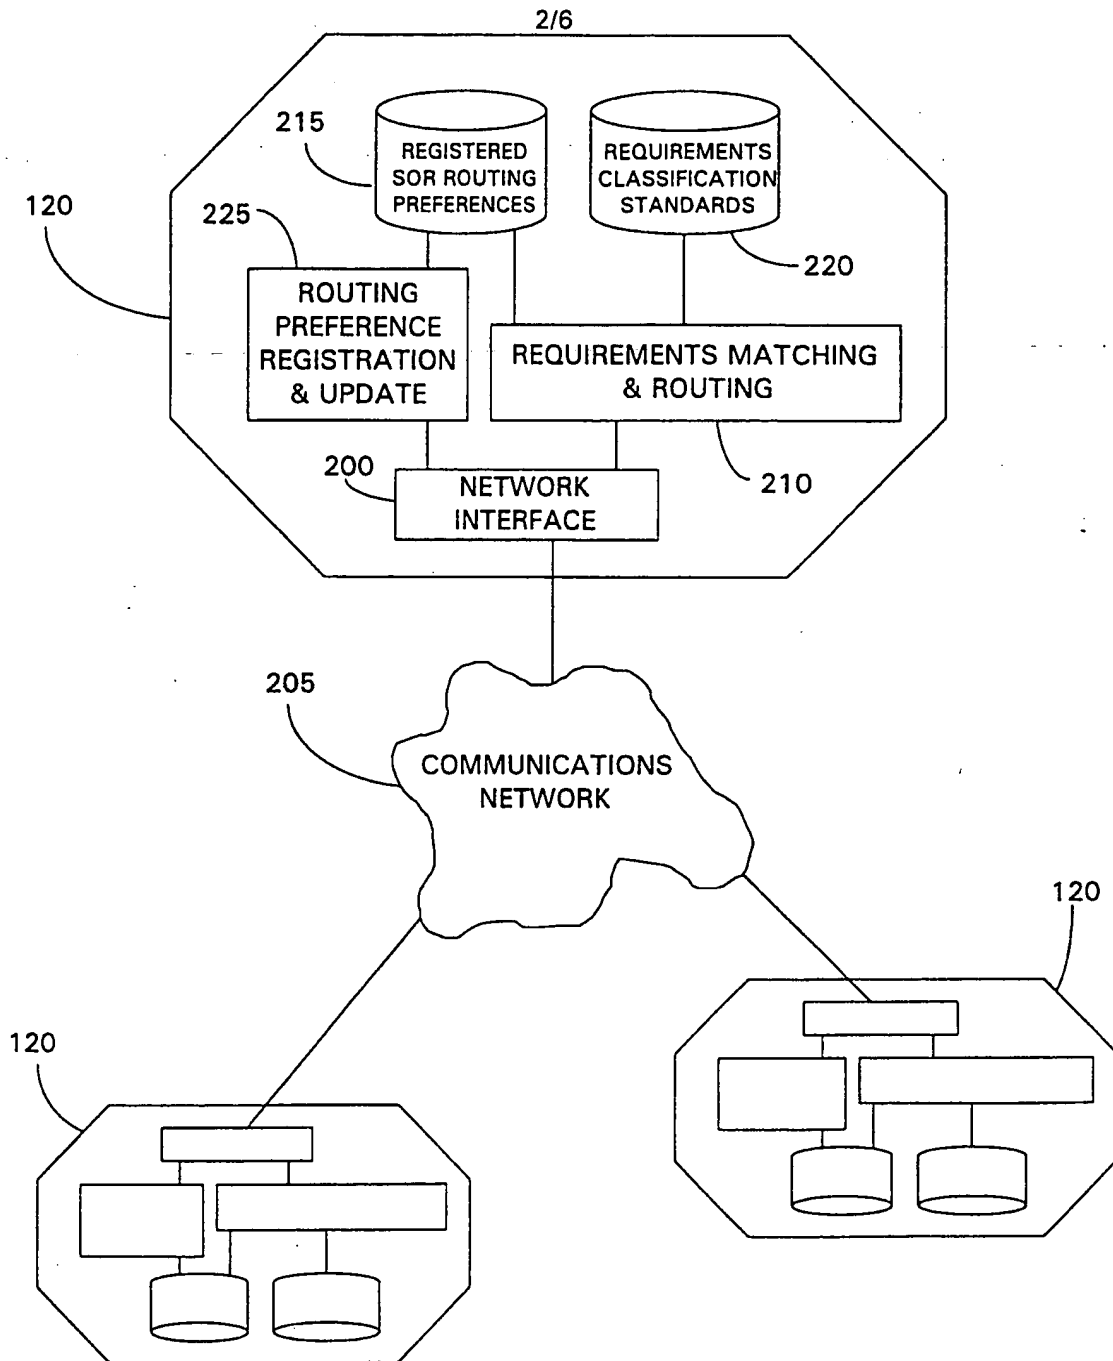 2/6
215
REGISTERED
SOR ROUTING
PREFERENCES
REQUIREMENTS
CLASSIFICATION
STANDARDS
120
225
220
ROUTING
PREFERENCE
REGISTRATION
& UPDATE
REQUIREMENTS MATCHING
& ROUTING
200
NETWORK
INTERFACE
210
205
COMMUNICATIONS
NETWORK
120
120